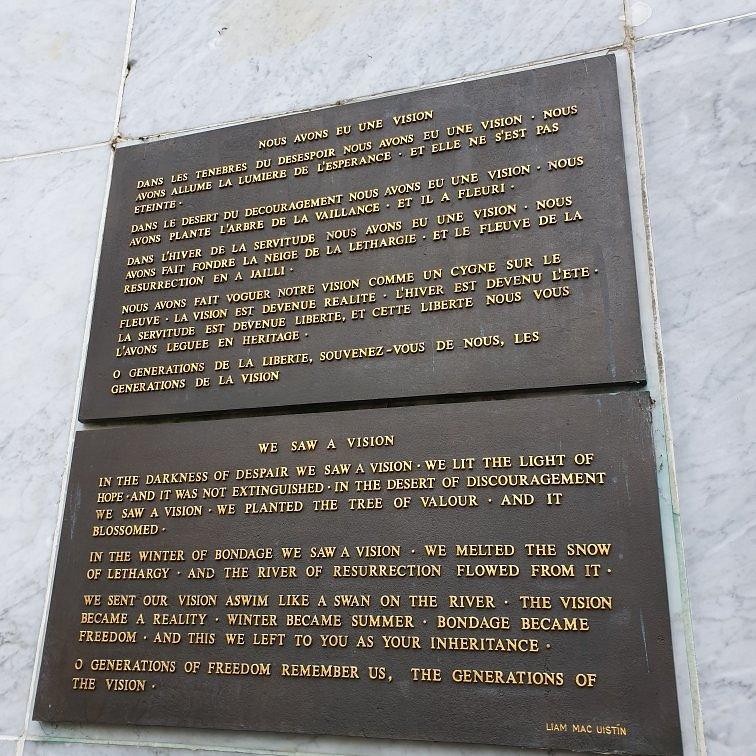 NOUS AVONS EU UNE VISION
DANS LES TENEBRES DU DESESPOIR NOUS AVONS EU UNE VISION · NOUS
AVONS ALLUME LA LUMIERE DE L'ESPERANCE · ET ELLE NE S'EST PAS
ETEINTE ·
DANS LE DESERT DU DECOURAGEMENT NOUS AVONS EU UNE VISION · NOUS
AVONS PLANTE L'ARBRE DE LA VAILLANCE · ET IL A FLEURI ·
DANS L'HIVER DE LA SERVITUDE NOUS AVONS EU UNE VISION · NOUS
AVONS FAIT FONDRE LA NEIGE DE LA LETHARGIE · ET LE FLEUVE DE LA
RESURRECTION EN A JAILLI ·
NOUS AVONS FAIT VOGUER NOTRE VISION COMME UN CYGNE SUR LE
FLEUVE · LA VISION EST DEVENUE REALITE · L'HIVER EST DEVENU L'ETE ·
LA SERVITUDE EST DEVENUE LIBERTE, ET CETTE LIBERTE NOUS VOUS
L'AVONS LEGUEE EN HERITAGE ·
O GENERATIONS DE LA LIBERTE, SOUVENEZ-VOUS DE NOUS, LES
GENERATIONS DE LA VISION
WE SAW A VISION
IN THE DARKNESS OF DESPAIR WE SAW A VISION · WE LIT THE LIGHT OF
HOPE · AND IT WAS NOT EXTINGUISHED · IN THE DESERT OF DISCOURAGEMENT
WE SAW A VISION · WE PLANTED THE TREE OF VALOUR · AND IT
BLOSSOMED ·
IN THE WINTER OF BONDAGE WE SAW A VISION · WE MELTED THE SNOW
OF LETHARGY · AND THE RIVER OF RESURRECTION FLOWED FROM IT ·
WE SENT OUR VISION ASWIM LIKE A SWAN ON THE RIVER · THE VISION
BECAME A REALITY · WINTER BECAME SUMMER · BONDAGE BECAME
FREEDOM · AND THIS WE LEFT TO YOU AS YOUR INHERITANCE ·
O GENERATIONS OF FREEDOM REMEMBER US, THE GENERATIONS OF
THE VISION ·
LIAM MAC UISTÍN